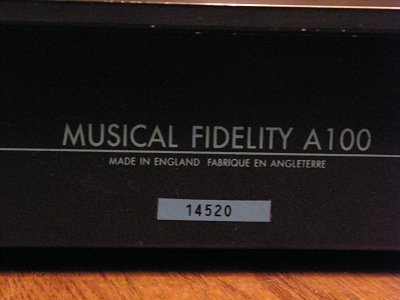 MUSICAL FIDELITY A100
MADE IN ENGLAND FABRIQUE EN ANGLETERRE
14520